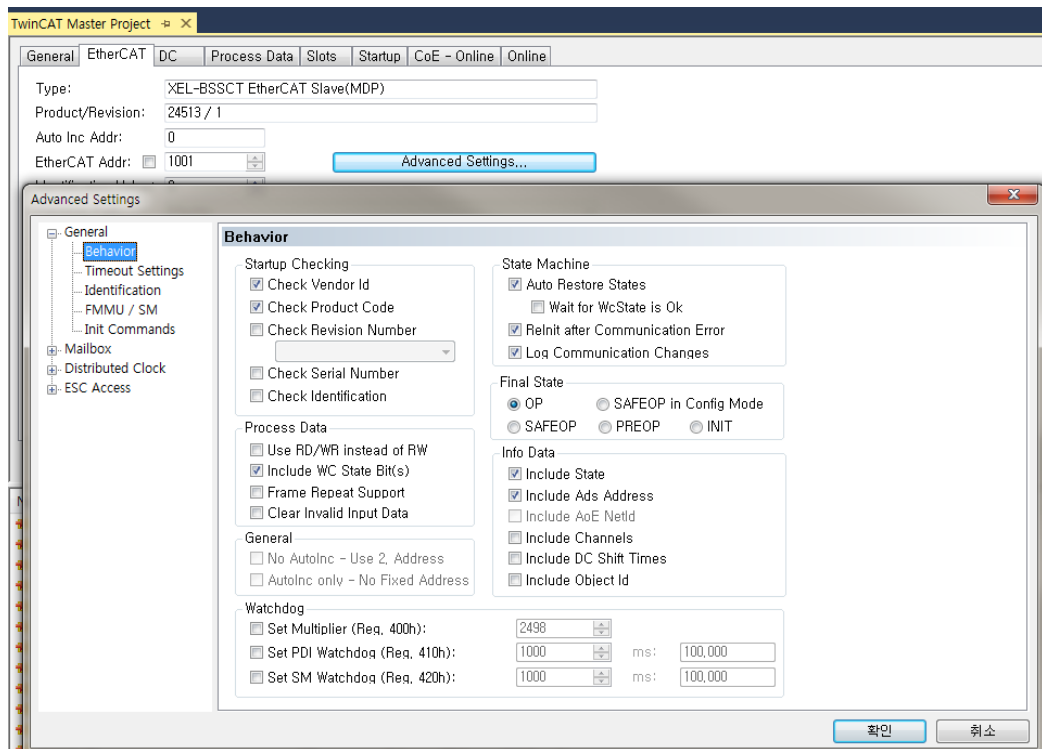 TwinCAT Master Project
General EtherCAT DC Process Data Slots Startup CoE - Online Online
Type: XEL-BSSCT EtherCAT Slave(MDP)
Product/Revision: 24513 / 1
Auto Inc Addr: 0
EtherCAT Addr: 1001 Advanced Settings...
Advanced Settings
General
Behavior
Timeout Settings
Identification
FMMU / SM
Init Commands
Mailbox
Distributed Clock
ESC Access
Behavior
Startup Checking
Check Vendor Id
Check Product Code
Check Revision Number
Check Serial Number
Check Identification
Process Data
Use RD/WR instead of RW
Include WC State Bit(s)
Frame Repeat Support
Clear Invalid Input Data
General
No AutoInc - Use 2. Address
AutoInc only - No Fixed Address
State Machine
Auto Restore States
Wait for WcState is Ok
ReInit after Communication Error
Log Communication Changes
Final State
OP SAFEOP in Config Mode
SAFEOP PREOP INIT
Info Data
Include State
Include Ads Address
Include AoE NetId
Include Channels
Include DC Shift Times
Include Object Id
Watchdog
Set Multiplier (Reg. 400h): 2498
Set PDI Watchdog (Reg. 410h): 1000 ms: 100,000
Set SM Watchdog (Reg. 420h): 1000 ms: 100,000
확인 취소